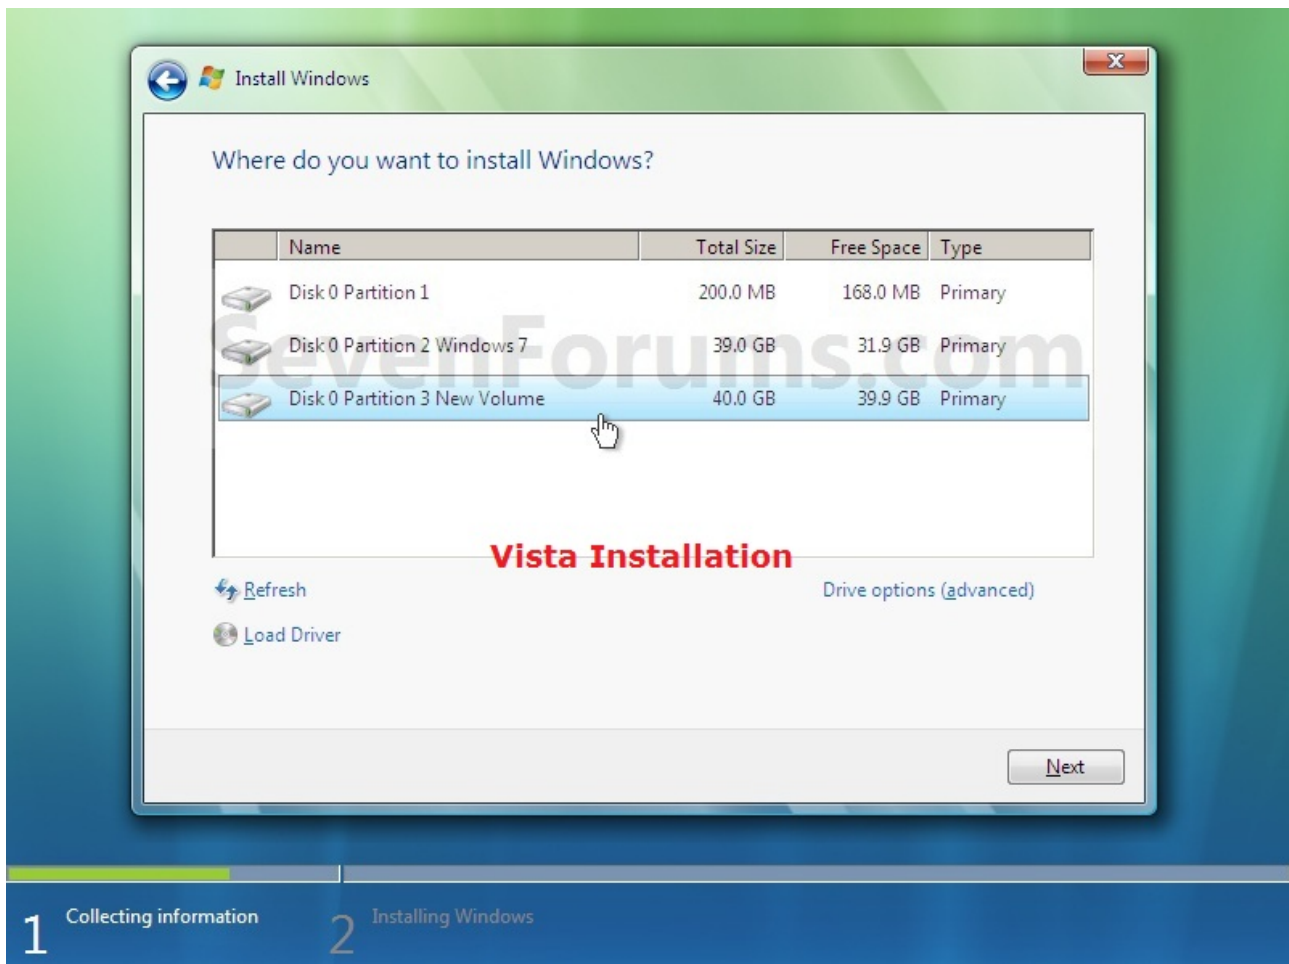 Install Windows
X
Where do you want to install Windows?
Name Total Size Free Space Type
Disk 0 Partition 1 200.0 MB 168.0 MB Primary
SevenForums.com
Disk 0 Partition 2 Windows 7 39.0 GB 31.9 GB Primary
Disk 0 Partition 3 New Volume 40.0 GB 39.9 GB Primary
Vista Installation
Refresh Drive options (advanced)
Load Driver
Next
1 Collecting information 2 Installing Windows